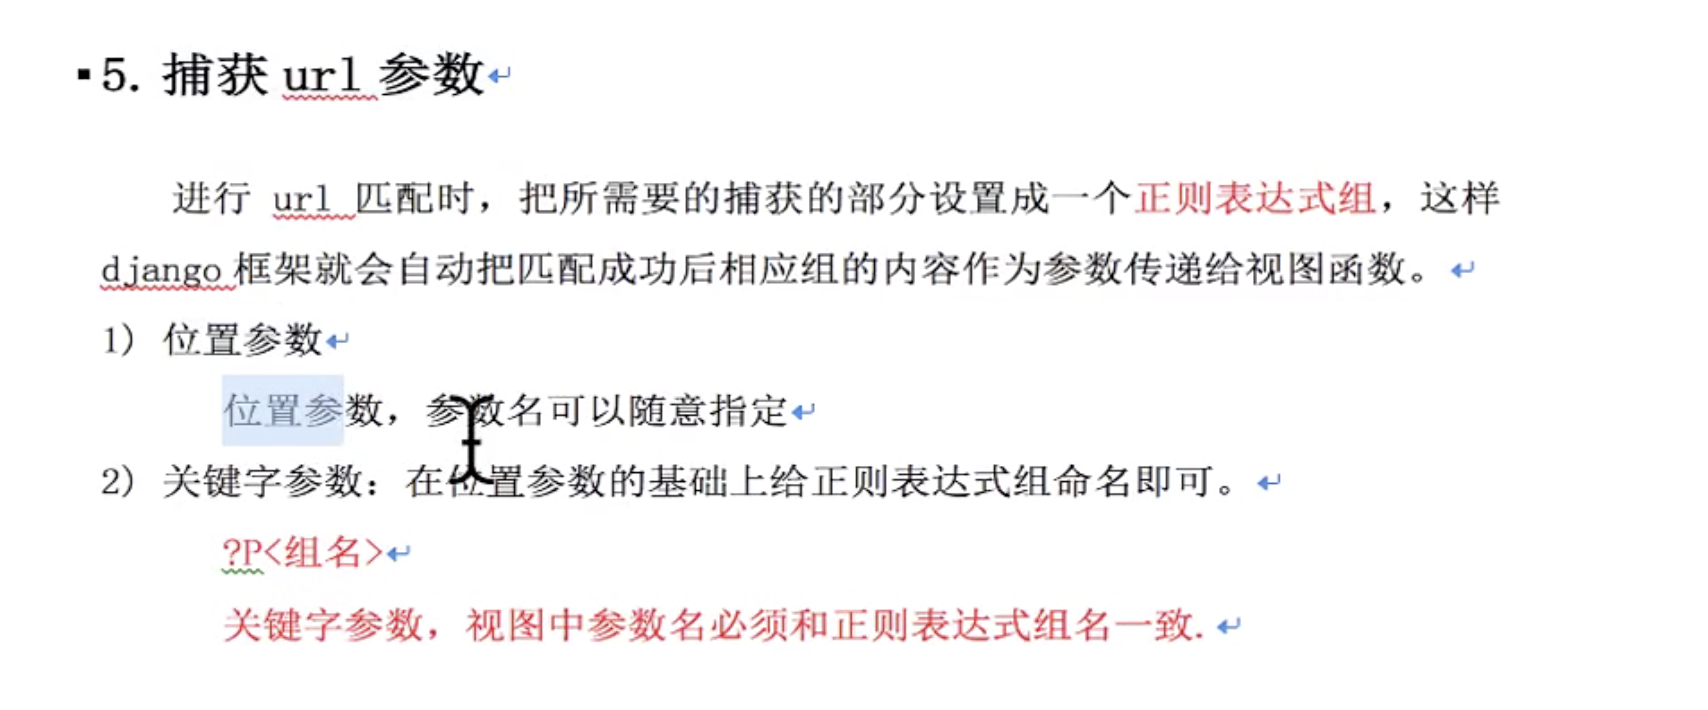 5. 捕获 url 参数
进行 url 匹配时，把所需要的捕获的部分设置成一个正则表达式组，这样
django 框架就会自动把匹配成功后相应组的内容作为参数传递给视图函数。
1) 位置参数
位置参数，参数名可以随意指定
2) 关键字参数：在位置参数的基础上给正则表达式组命名即可。
?P<组名>
关键字参数，视图中参数名必须和正则表达式组名一致.